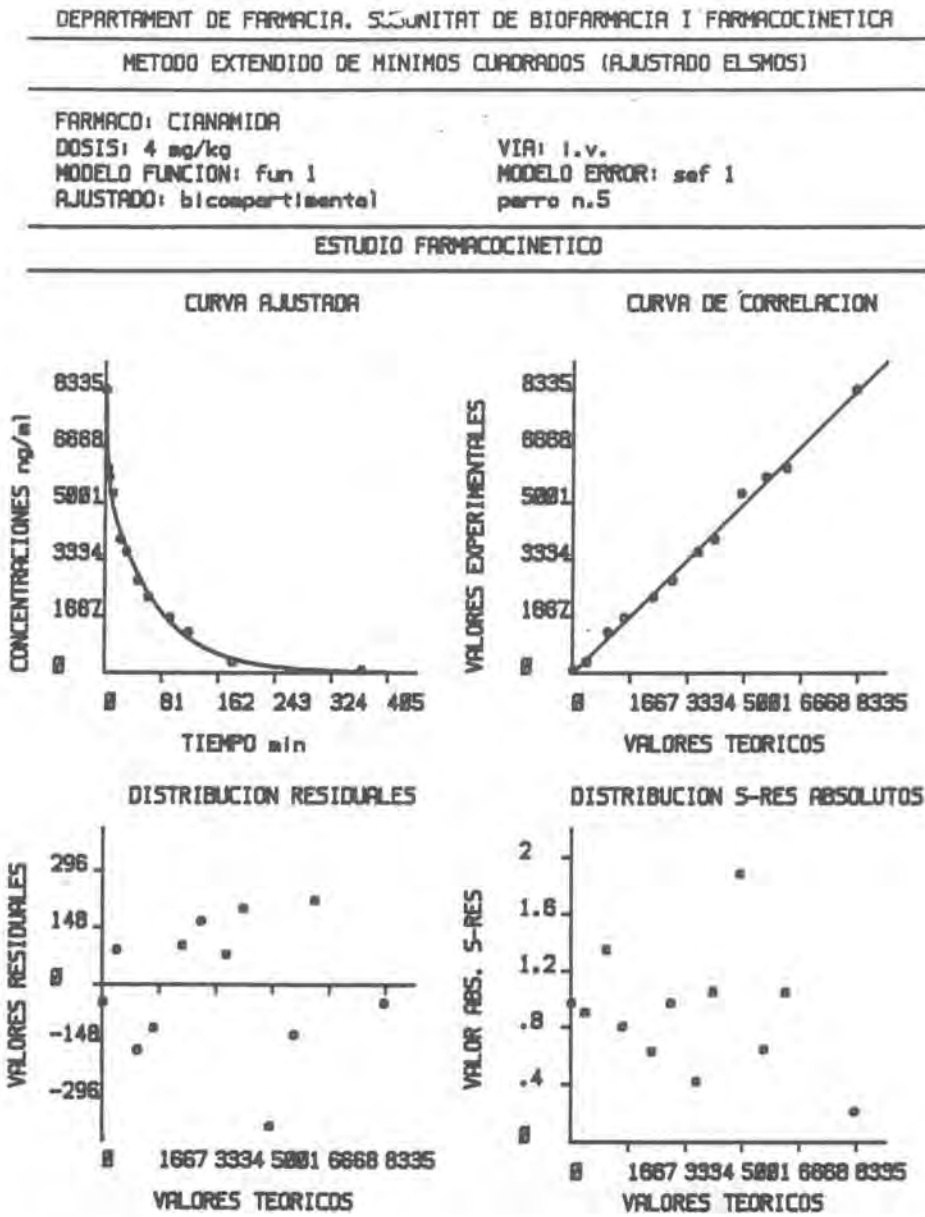 DEPARTAMENT DE FARMACIA. DE BIOFARMACIA I FARMACOCINETICA
METODO EXTENDIDO DE MINIMOS CUADRADOS (AJUSTADO ELSMOS)
FARMACO: CIANAMIDA
DOSIS: 4 mg/kg VIA: i.v.
MODELO FUNCION: fun 1 MODELO ERROR: sef 1
AJUSTADO: bicompartimental perro n.5
ESTUDIO FARMACOCINETICO
CURVA AJUSTADA
CONCENTRACIONES ng/ml
8335
6668
5001
3334
1667
0
0 81 162 243 324 405
TIEMPO min
CURVA DE CORRELACION
VALORES EXPERIMENTALES
8335
6668
5001
3334
1667
0
0 1667 3334 5001 6668 8335
VALORES TEORICOS
DISTRIBUCION RESIDUALES
VALORES RESIDUALES
296
148
0
-148
-296
0 1667 3334 5001 6668 8335
VALORES TEORICOS
DISTRIBUCION S-RES ABSOLUTOS
VALOR ABS. S-RES
2
1.6
1.2
.8
.4
0
0 1667 3334 5001 6668 8335
VALORES TEORICOS